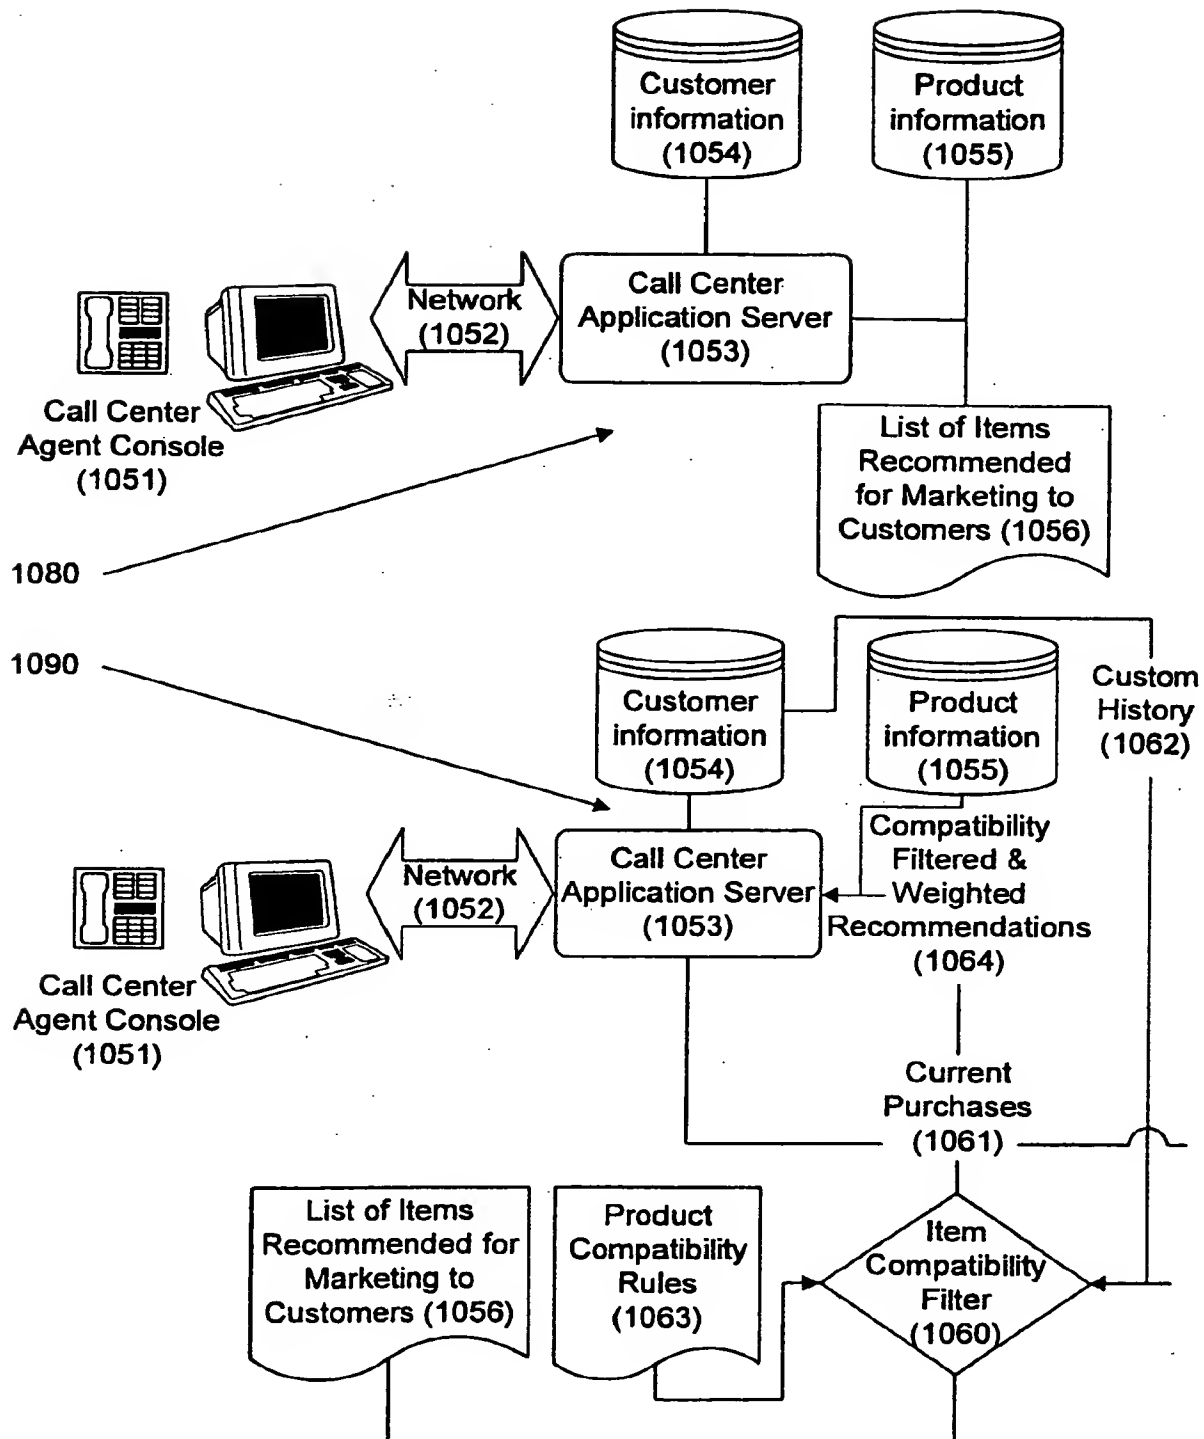 Customer
information
(1054)
Product
information
(1055)
Network
(1052)
Call Center
Application Server
(1053)
Call Center
Agent Console
(1051)
List of Items
Recommended
for Marketing to
Customers (1056)
1080
1090
Customer
information
(1054)
Product
information
(1055)
Custom
History
(1062)
Compatibility
Filtered &
Weighted
Recommendations
(1064)
Network
(1052)
Call Center
Application Server
(1053)
Call Center
Agent Console
(1051)
Current
Purchases
(1061)
List of Items
Recommended for
Marketing to
Customers (1056)
Product
Compatibility
Rules
(1063)
Item
Compatibility
Filter
(1060)